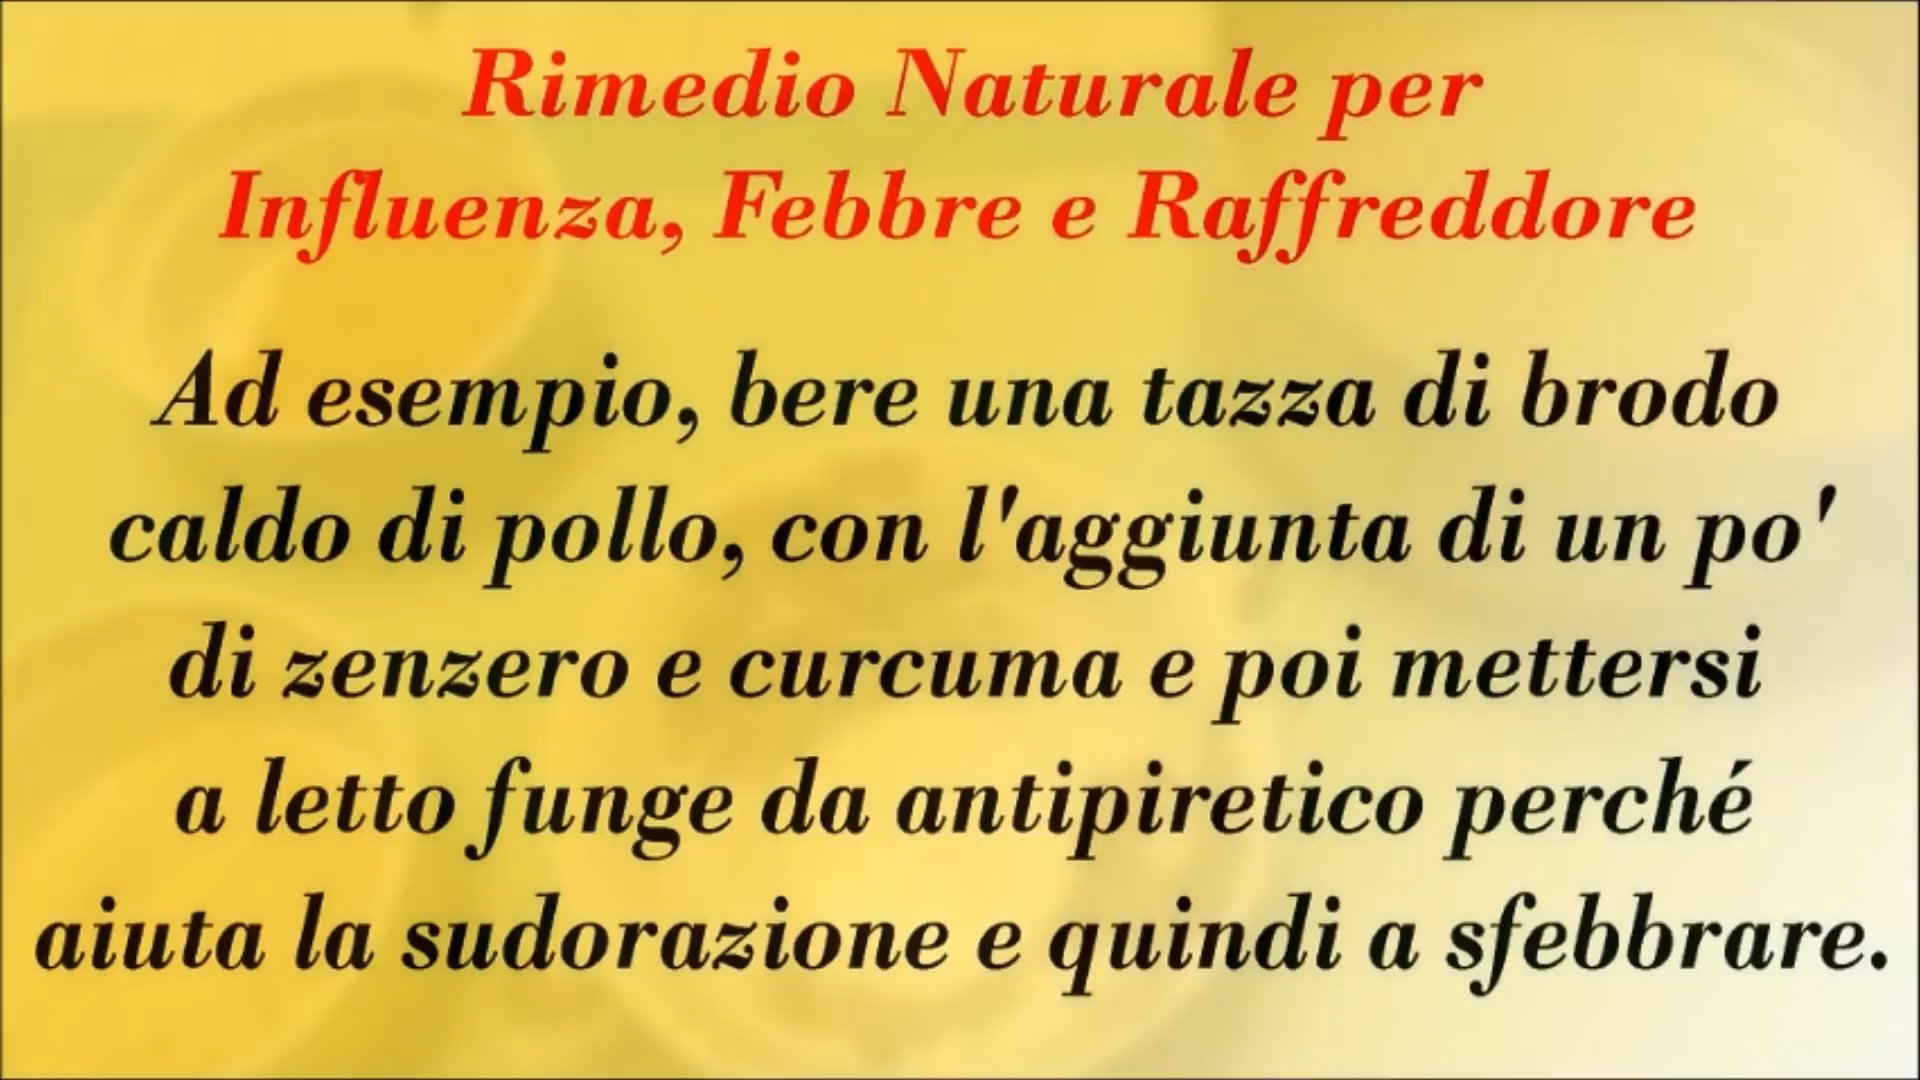 Rimedio Naturale per
Influenza, Febbre e Raffreddore
Ad esempio, bere una tazza di brodo
caldo di pollo, con l'aggiunta di un po'
di zenzero e curcuma e poi mettersi
a letto funge da antipiretico perché
aiuta la sudorazione e quindi a sfebbrare.